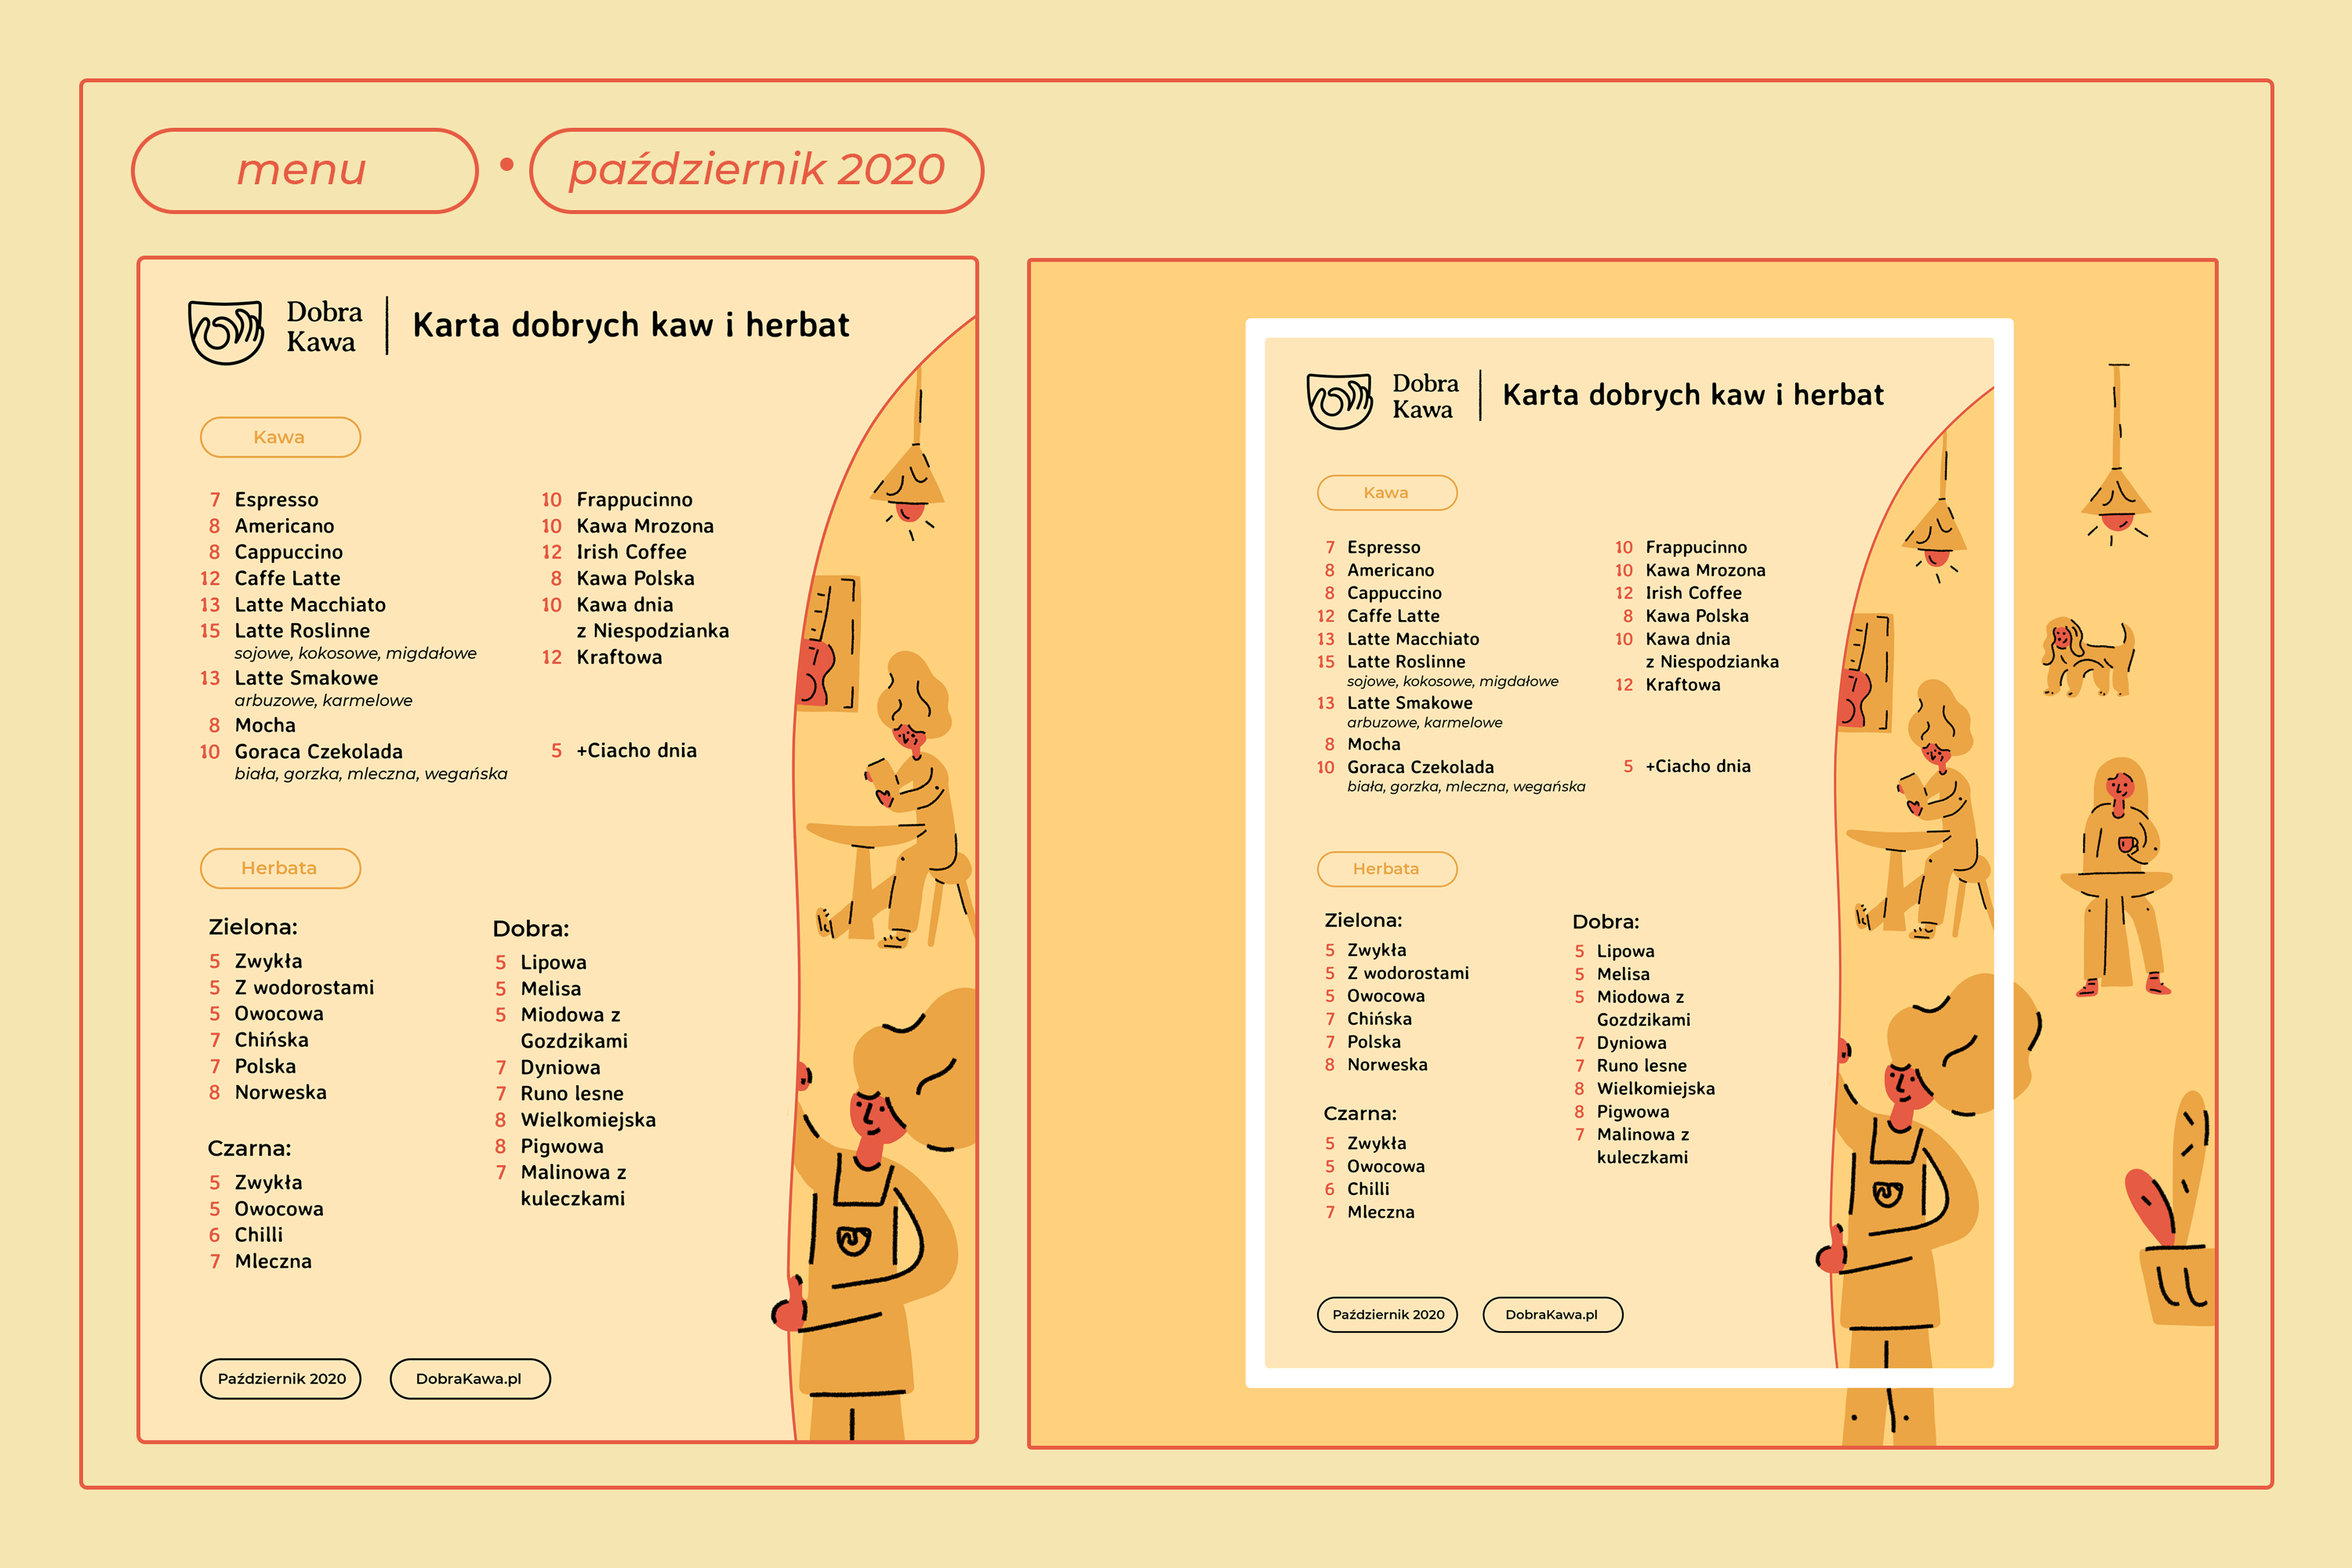 menu • październik 2020
Dobra
Kawa
Karta dobrych kaw i herbat
Kawa
7 Espresso
8 Americano
8 Cappuccino
12 Caffe Latte
13 Latte Macchiato
15 Latte Roslinne
sojowe, kokosowe, migdałowe
13 Latte Smakowe
arbuzowe, karmelowe
8 Mocha
10 Goraca Czekolada
biała, gorzka, mleczna, wegańska
10 Frappucinno
10 Kawa Mrozona
12 Irish Coffee
8 Kawa Polska
10 Kawa dnia
z Niespodzianka
12 Kraftowa
5 +Ciacho dnia
Herbata
Zielona:
5 Zwykła
5 Z wodorostami
5 Owocowa
7 Chińska
7 Polska
8 Norweska
Czarna:
5 Zwykła
5 Owocowa
6 Chilli
7 Mleczna
Dobra:
5 Lipowa
5 Melisa
5 Miodowa z
Gozdzikami
7 Dyniowa
7 Runo lesne
8 Wielkomiejska
8 Pigwowa
7 Malinowa z
kuleczkami
Październik 2020
DobraKawa.pl
Dobra
Kawa
Karta dobrych kaw i herbat
Kawa
7 Espresso
8 Americano
8 Cappuccino
12 Caffe Latte
13 Latte Macchiato
15 Latte Roslinne
sojowe, kokosowe, migdałowe
13 Latte Smakowe
arbuzowe, karmelowe
8 Mocha
10 Goraca Czekolada
biała, gorzka, mleczna, wegańska
10 Frappucinno
10 Kawa Mrozona
12 Irish Coffee
8 Kawa Polska
10 Kawa dnia
z Niespodzianka
12 Kraftowa
5 +Ciacho dnia
Herbata
Zielona:
5 Zwykła
5 Z wodorostami
5 Owocowa
7 Chińska
7 Polska
8 Norweska
Czarna:
5 Zwykła
5 Owocowa
6 Chilli
7 Mleczna
Dobra:
5 Lipowa
5 Melisa
5 Miodowa z
Gozdzikami
7 Dyniowa
7 Runo lesne
8 Wielkomiejska
8 Pigwowa
7 Malinowa z
kuleczkami
Październik 2020
DobraKawa.pl